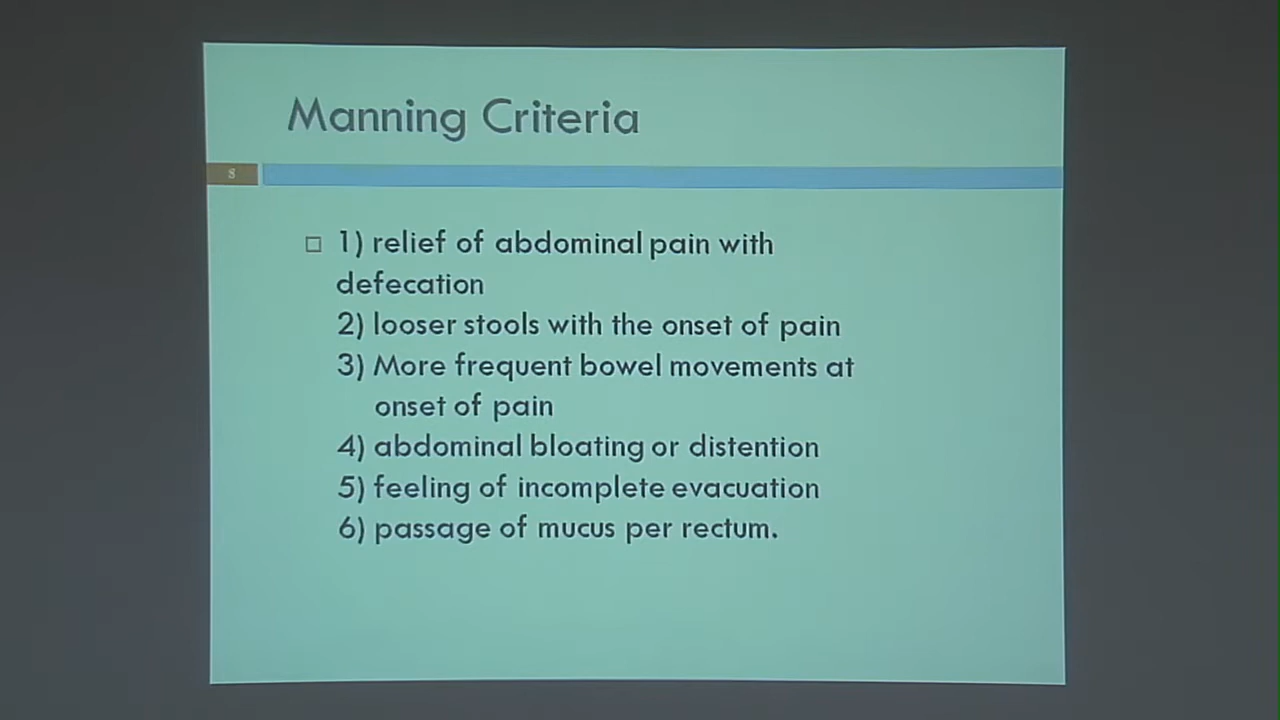 Manning Criteria
8
1) relief of abdominal pain with
defecation
2) looser stools with the onset of pain
3) More frequent bowel movements at
onset of pain
4) abdominal bloating or distention
5) feeling of incomplete evacuation
6) passage of mucus per rectum.